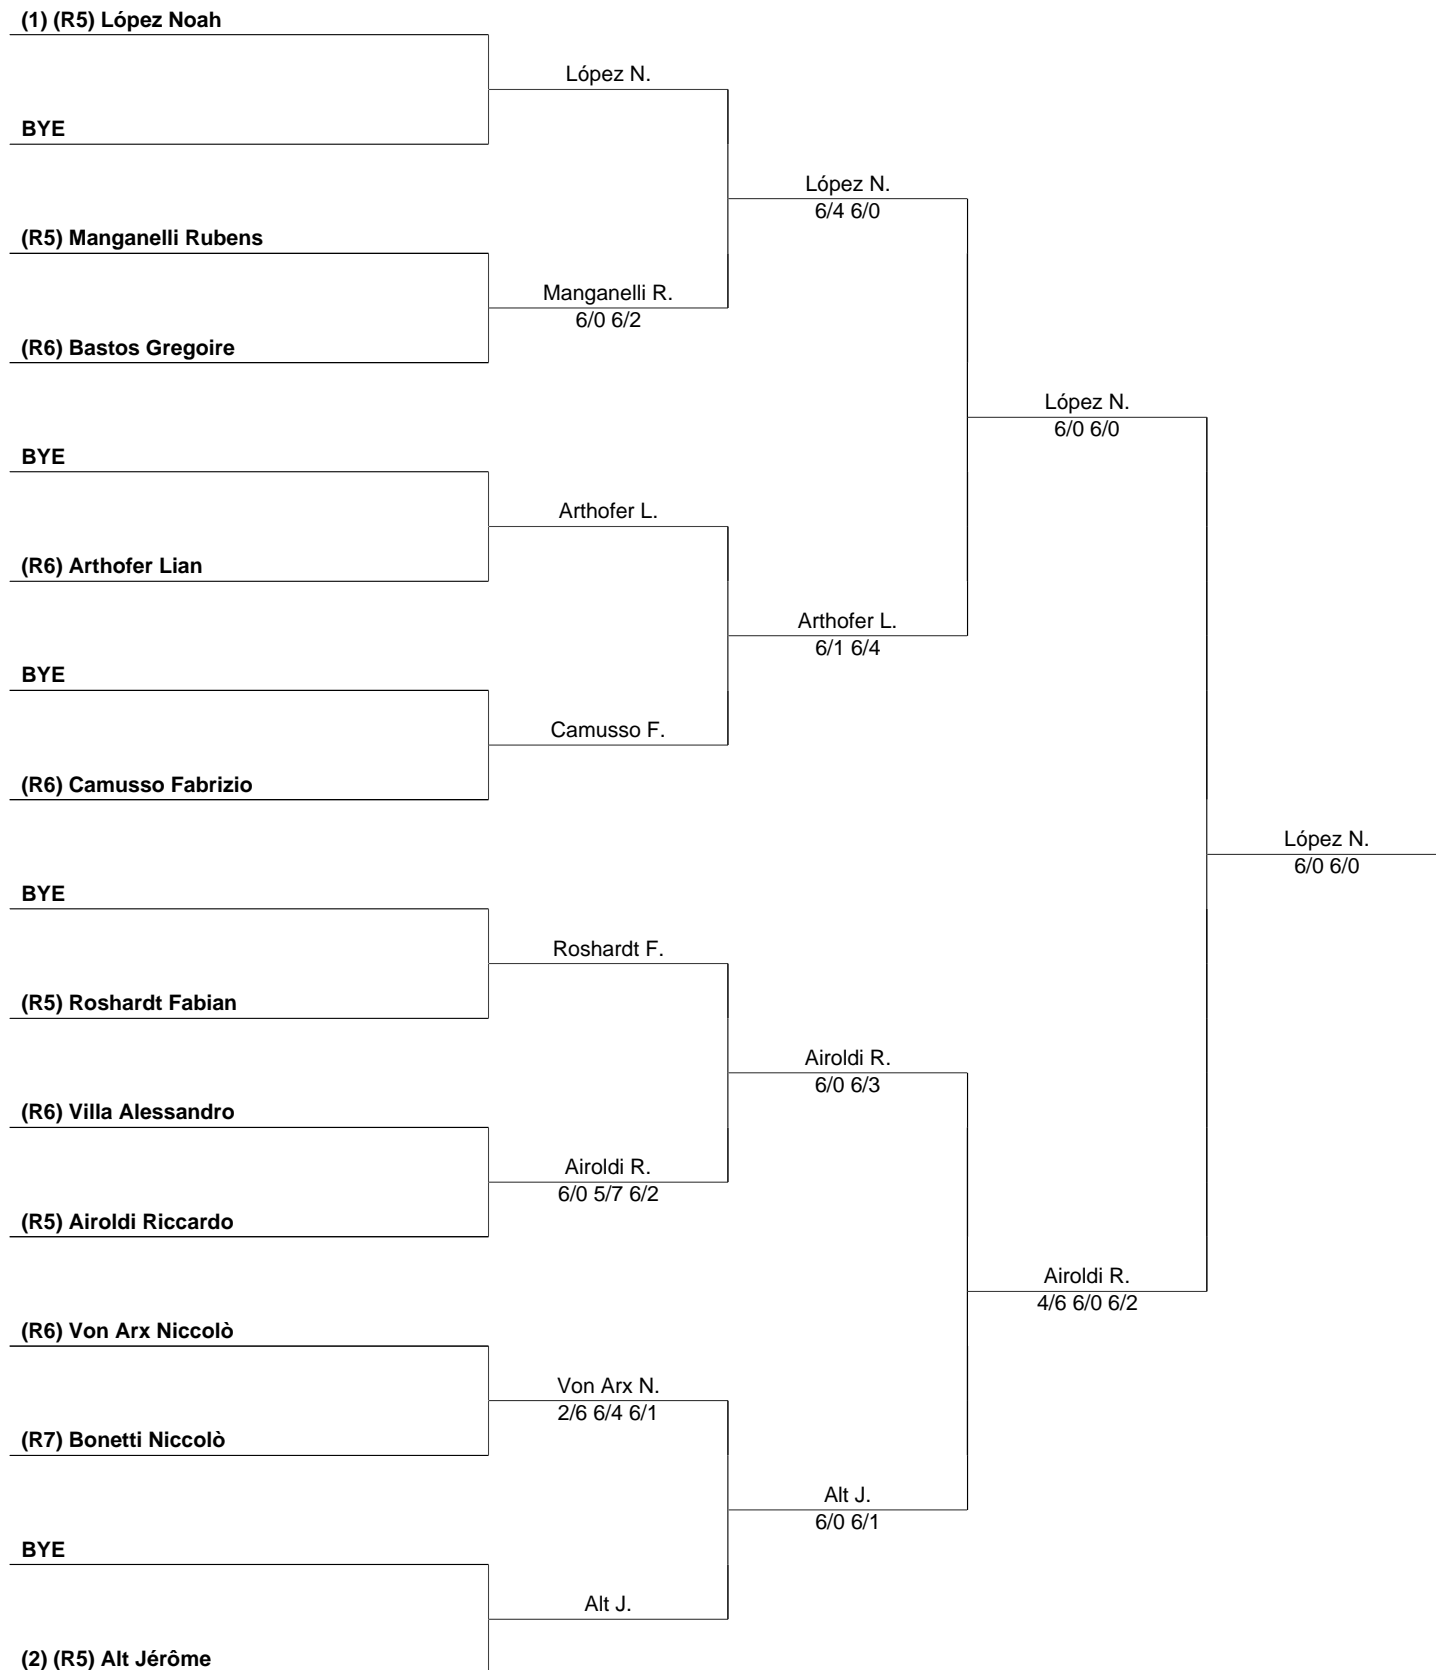 (1) (R5) López Noah
López N.
BYE
López N.
6/4 6/0
(R5) Manganelli Rubens
Manganelli R.
6/0 6/2
(R6) Bastos Gregoire
López N.
6/0 6/0
BYE
Arthofer L.
(R6) Arthofer Lian
Arthofer L.
6/1 6/4
BYE
Camusso F.
(R6) Camusso Fabrizio
López N.
6/0 6/0
BYE
Roshardt F.
(R5) Roshardt Fabian
Airoldi R.
6/0 6/3
(R6) Villa Alessandro
Airoldi R.
6/0 5/7 6/2
(R5) Airoldi Riccardo
Airoldi R.
4/6 6/0 6/2
(R6) Von Arx Niccolò
Von Arx N.
2/6 6/4 6/1
(R7) Bonetti Niccolò
Alt J.
6/0 6/1
BYE
Alt J.
(2) (R5) Alt Jérôme